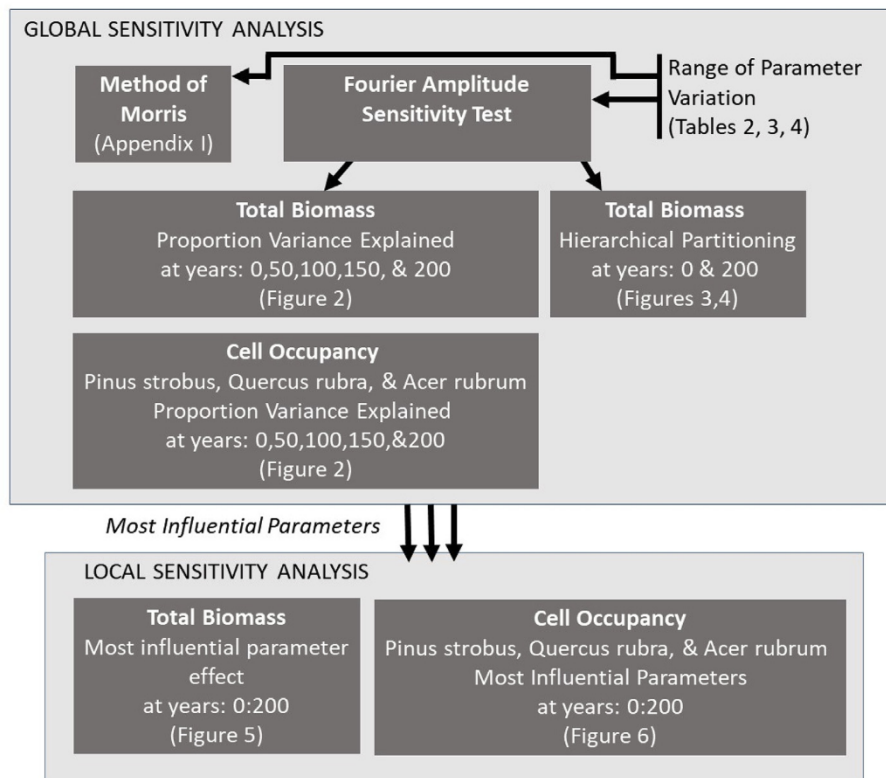 GLOBAL SENSITIVITY ANALYSIS
Method of
Morris
(Appendix I)
Fourier Amplitude
Sensitivity Test
Range of Parameter
Variation
(Tables 2, 3, 4)
Total Biomass
Proportion Variance Explained
at years: 0,50,100,150, & 200
(Figure 2)
Total Biomass
Hierarchical Partitioning
at years: 0 & 200
(Figures 3,4)
Cell Occupancy
Pinus strobus, Quercus rubra, & Acer rubrum
Proportion Variance Explained
at years: 0,50,100,150,&200
(Figure 2)
Most Influential Parameters
LOCAL SENSITIVITY ANALYSIS
Total Biomass
Most influential parameter
effect
at years: 0:200
(Figure 5)
Cell Occupancy
Pinus strobus, Quercus rubra, & Acer rubrum
Most Influential Parameters
at years: 0:200
(Figure 6)